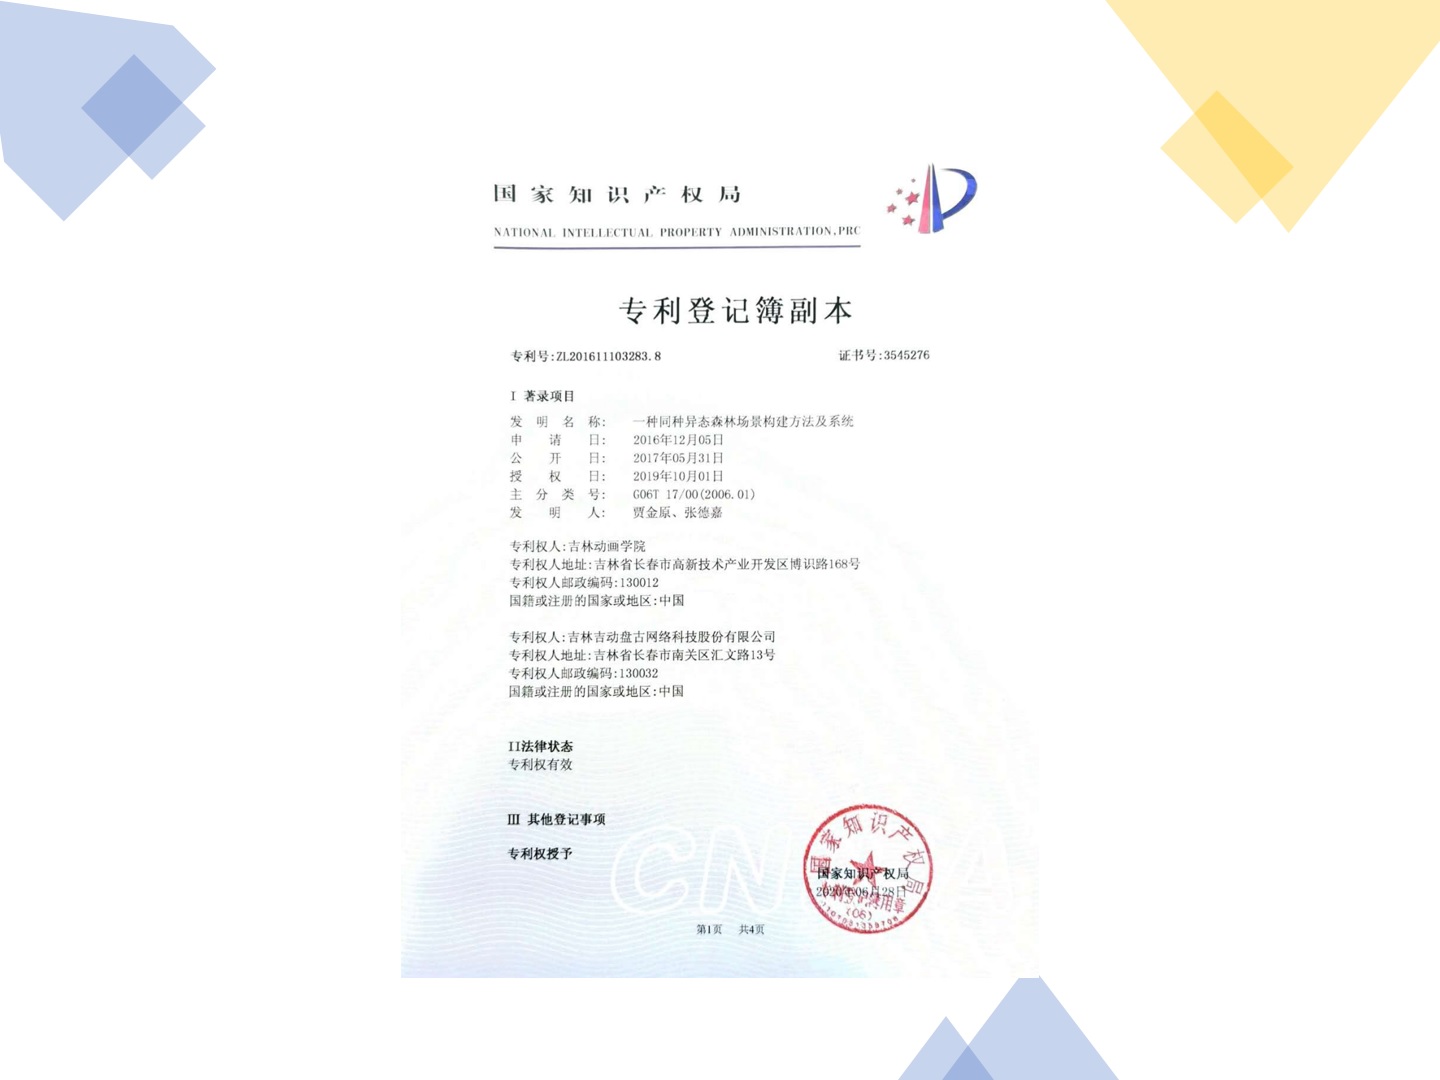 国家知识产权局
NATIONAL INTELLECTUAL PROPERTY ADMINISTRATION,PRC
专利登记簿副本
专利号:ZL201611103283.8 证书号:3545276
I 著录项目
发明名称: 一种同种异态森林场景构建方法及系统
申请日: 2016年12月05日
公开日: 2017年05月31日
授权日: 2019年10月01日
主分类号: G06T 17/00(2006.01)
发明人: 贾金原、张德嘉
专利权人:吉林动画学院
专利权人地址:吉林省长春市高新技术产业开发区博识路168号
专利权人邮政编码:130012
国籍或注册的国家或地区:中国
专利权人:吉林吉动盘古网络科技股份有限公司
专利权人地址:吉林省长春市南关区汇文路13号
专利权人邮政编码:130032
国籍或注册的国家或地区:中国
II法律状态
专利权有效
III 其他登记事项
专利权授予
国家知识产权局
国家知识产权局
2020年06月28日
(06)
第1页 共4页